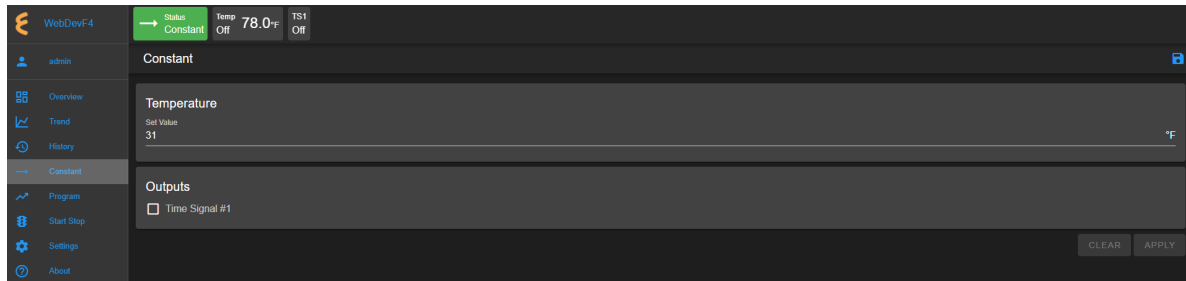 WebDevF4
Status
Constant
Temp
Off
78.0°F
TS1
Off
admin
Constant
Overview
Trend
History
Constant
Program
Start Stop
Settings
About
Temperature
Set Value
31
°F
Outputs
Time Signal #1
CLEAR
APPLY